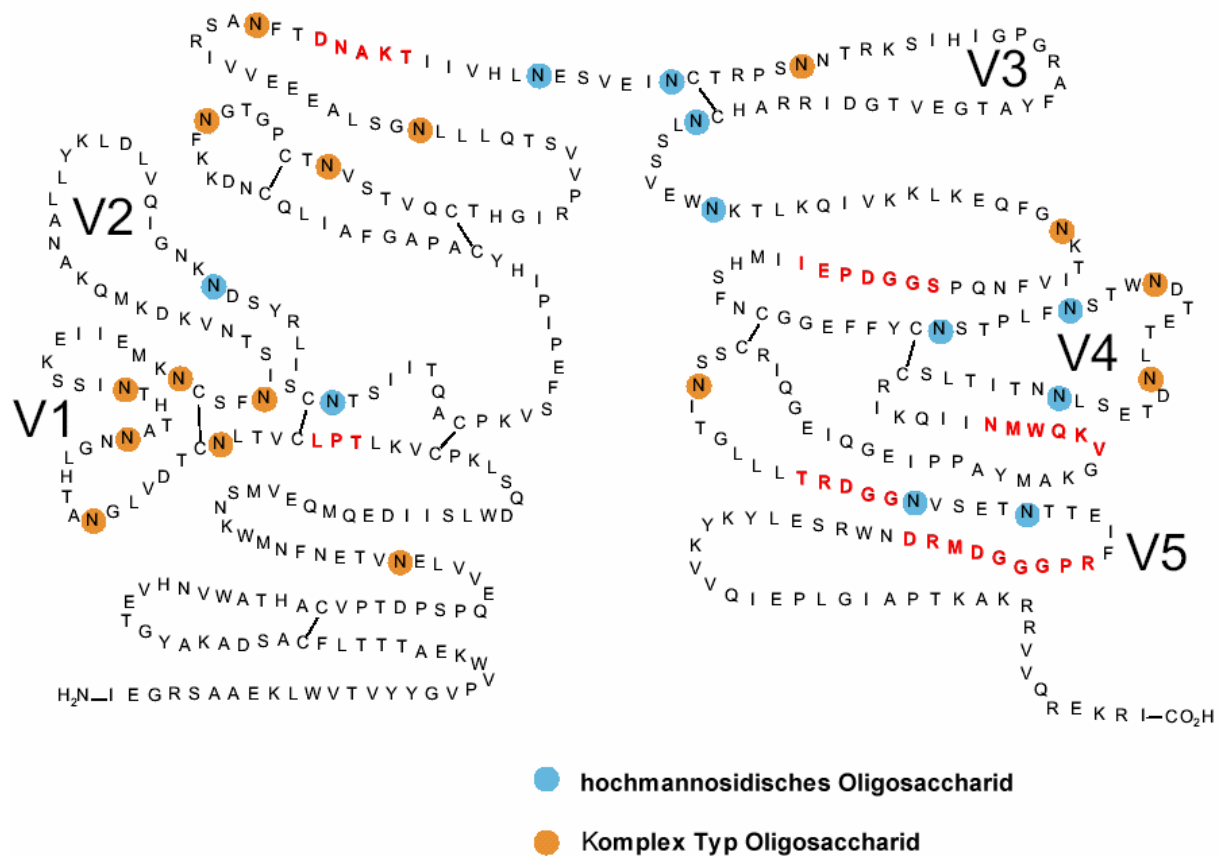 R S A N F T D N A K T I I V H L N E S V E I N C T R P S N N T R K S I H I G P G R A F
V3
I V V E E E A L S G N L L L Q T S V V P
L N C H A R R I D G T V E G T A Y
F N G T G P C T N V S T V Q C T H G I R
K K D N C Q L I A F G A P A C Y H I P I P E F S
S S V E W N K T L K Q I V K K L K E Q F G N K T I
Y K L D L V Q I G N K N D S Y R L I S C N T S I I T Q A C P K V
V2
L L A N A K Q M K D K V N T S I
F S H M I I E P D G G S P Q N F V
N C G G E F F Y C N S T P L F N S T W N D T E T L N D
V4
K E I I E M K N C S F N
S S I N T H T A N N G L H T A N G L V D T C N L T V C L P T L K V C P K L S Q D
V1
N S S C R I Q G E I Q G E I P P A Y M A K G V
R C S L T I T N N L S E T
I K Q I I N M W Q K
I T G L L L T R D G G N V S E T N T T E I F
V5
N S M V E Q M Q E D I I S L W
K W M N F N E T V N E L V V E
Y K Y L E S R W N D R M D G G G P R
K V V Q I E P L G I A P T K A K R R V V Q
E V H N V W A T H A C V P T D P S P Q
T G Y A K A D S A C F L T T T A E K W V
H2N I E G R S A A E K L W V T V Y Y G V P
R E K R I CO2H
hochmannosidisches Oligosaccharid
Komplex Typ Oligosaccharid